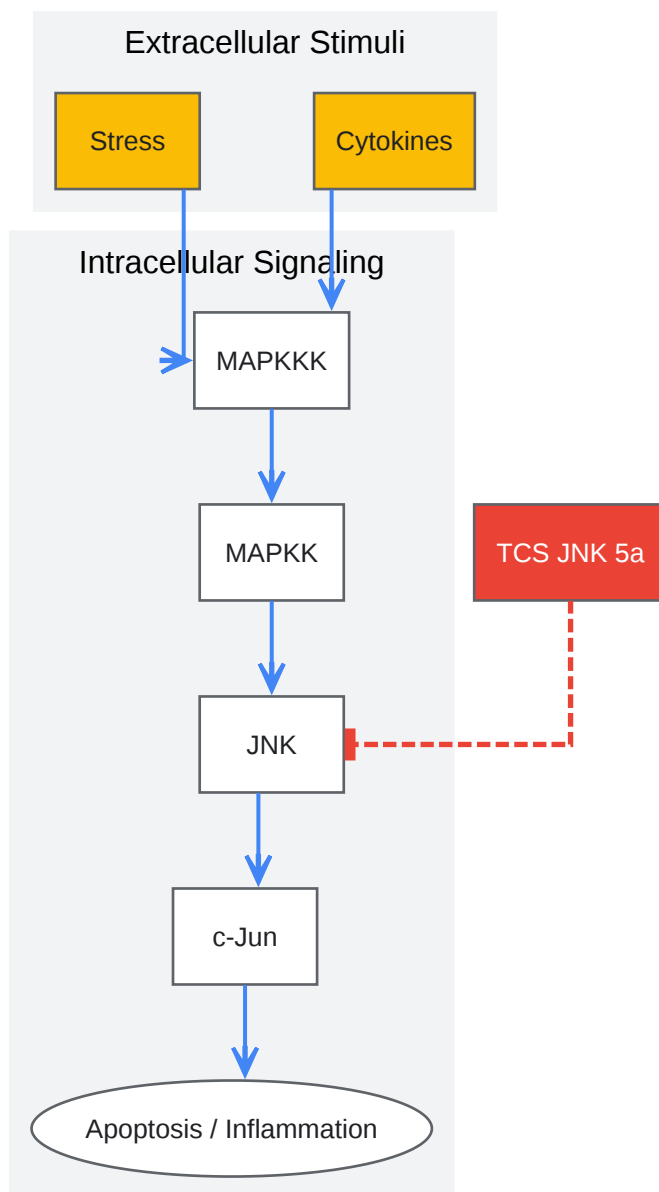 Extracellular Stimuli
Stress
Cytokines
Intracellular Signaling
MAPKKK
MAPKK
TCS JNK 5a
JNK
c-Jun
Apoptosis / Inflammation